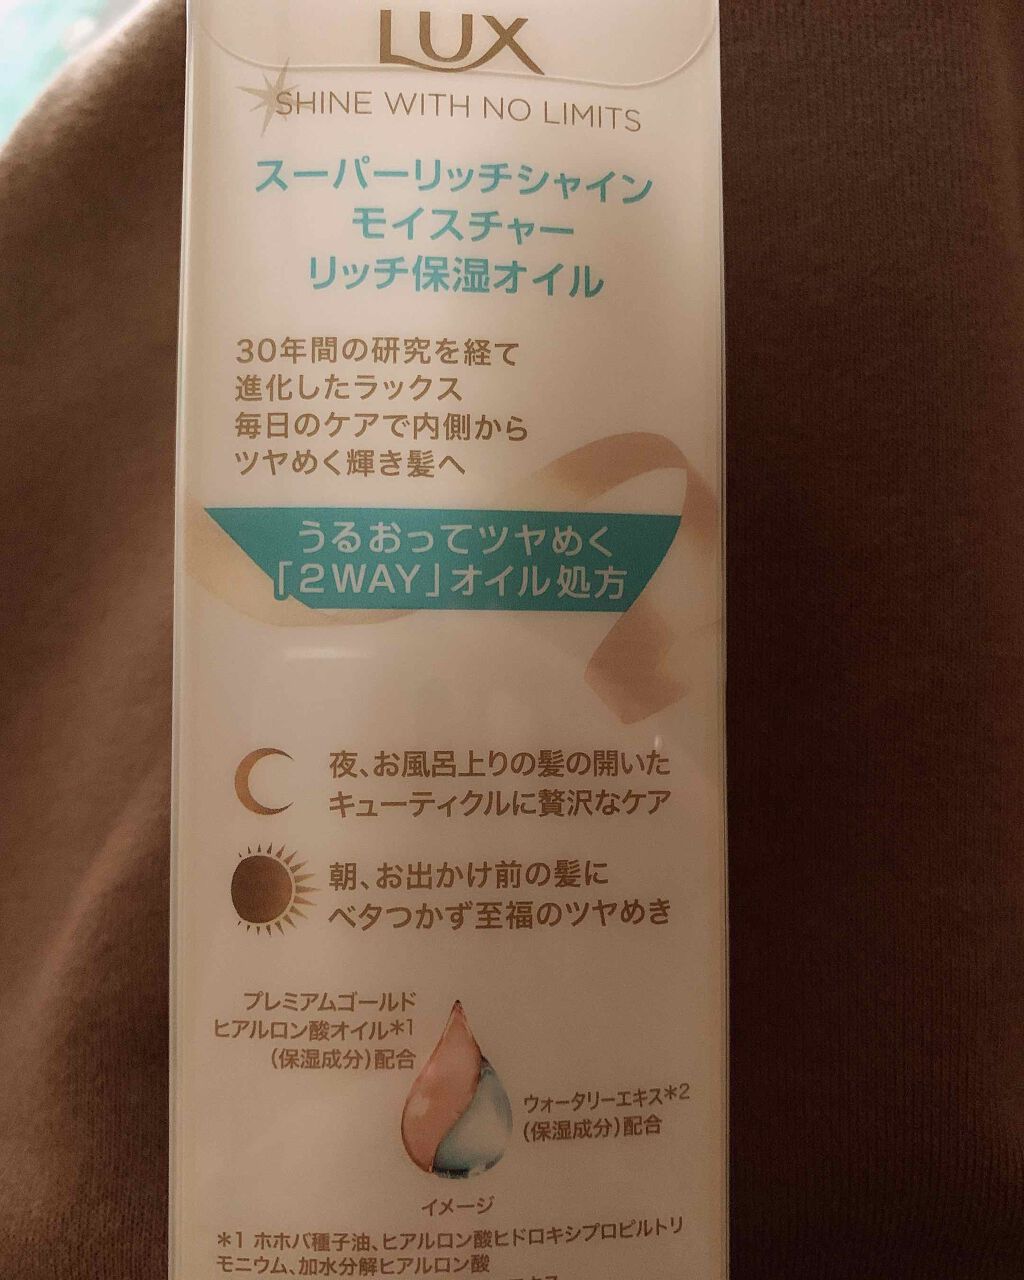 LUX
SHINE WITH NO LIMITS
スーパーリッチシャイン
モイスチャー
リッチ保湿オイル
30年間の研究を経て
進化したラックス
毎日のケアで内側から
ツヤめく輝き髪へ
うるおってツヤめく
「2WAY」オイル処方
夜、お風呂上りの髪の開いた
キューティクルに贅沢なケア
朝、お出かけ前の髪に
ベタつかず至福のツヤめき
プレミアムゴールド
ヒアルロン酸オイル*1
(保湿成分)配合
ウォータリーエキス*2
(保湿成分)配合
イメージ
*1 ホホバ種子油、ヒアルロン酸ヒドロキシプロピルトリ
モニウム、加水分解ヒアルロン酸